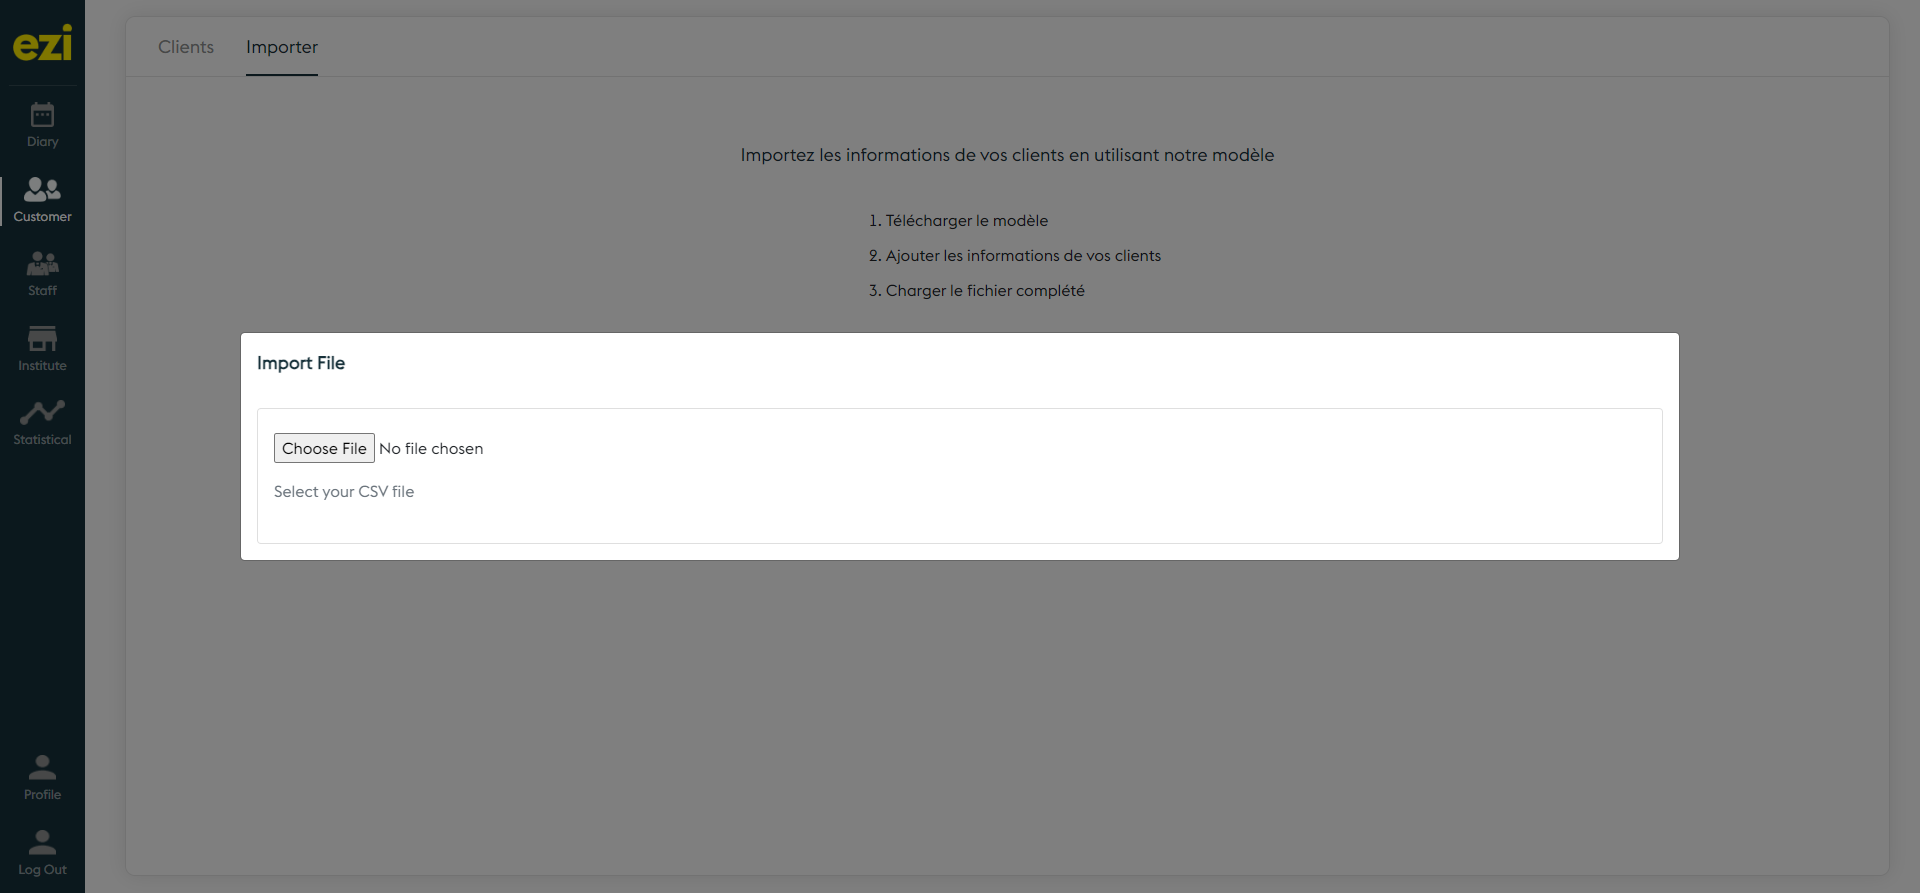 ezi
Diary
Customer
Staff
Institute
Statistical
Profile
Log Out
Clients
Importer
Importez les informations de vos clients en utilisant notre modèle
1. Télécharger le modèle
2. Ajouter les informations de vos clients
3. Charger le fichier complété
Import File
Choose File No file chosen
Select your CSV file